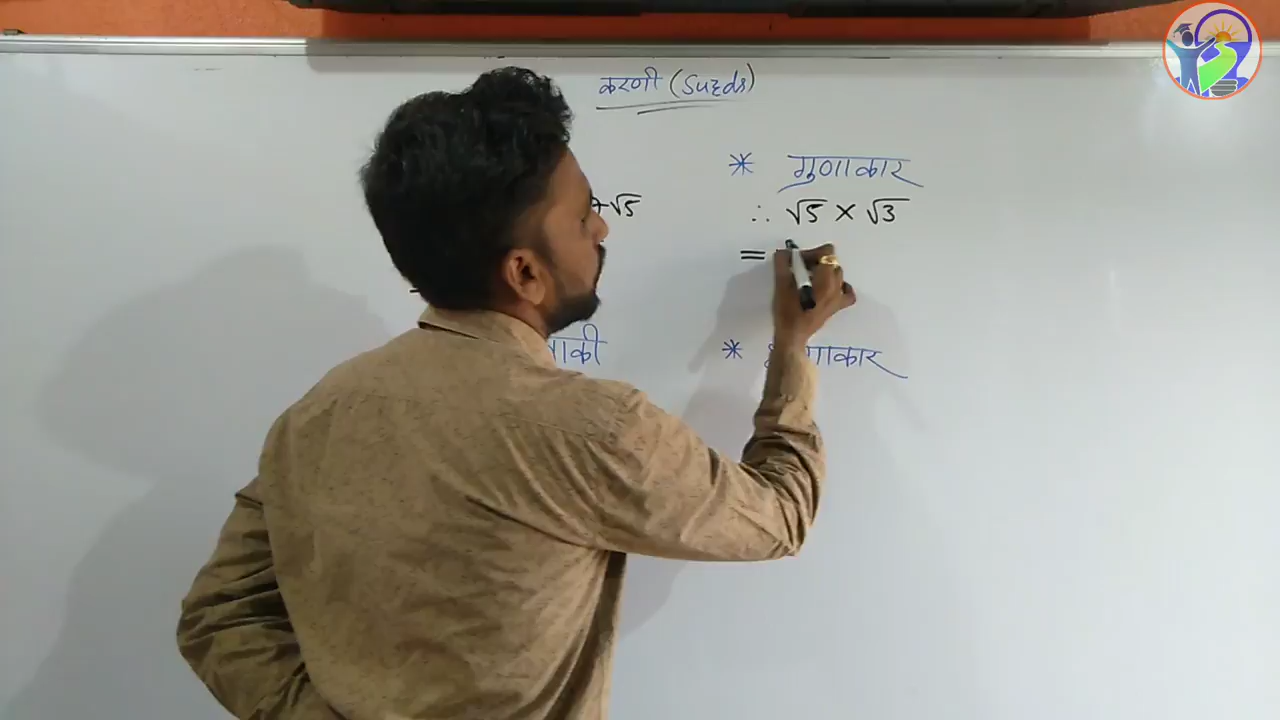 करणी (Surds)
+√5
* गुणाकार
∴ √5 × √3
=
*